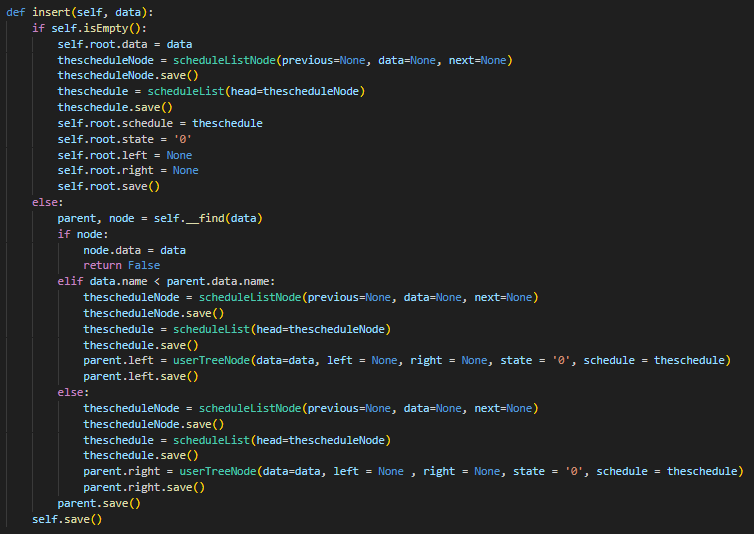 def insert(self, data):
    if self.isEmpty():
        self.root.data = data
        thescheduleNode = scheduleListNode(previous=None, data=None, next=None)
        thescheduleNode.save()
        theschedule = scheduleList(head=thescheduleNode)
        theschedule.save()
        self.root.schedule = theschedule
        self.root.state = '0'
        self.root.left = None
        self.root.right = None
        self.root.save()
    else:
        parent, node = self.__find(data)
        if node:
            node.data = data
            return False
        elif data.name < parent.data.name:
            thescheduleNode = scheduleListNode(previous=None, data=None, next=None)
            thescheduleNode.save()
            theschedule = scheduleList(head=thescheduleNode)
            theschedule.save()
            parent.left = userTreeNode(data=data, left = None, right = None, state = '0', schedule = theschedule)
            parent.left.save()
        else:
            thescheduleNode = scheduleListNode(previous=None, data=None, next=None)
            thescheduleNode.save()
            theschedule = scheduleList(head=thescheduleNode)
            theschedule.save()
            parent.right = userTreeNode(data=data, left = None , right = None, state = '0', schedule = theschedule)
            parent.right.save()
        parent.save()
    self.save()